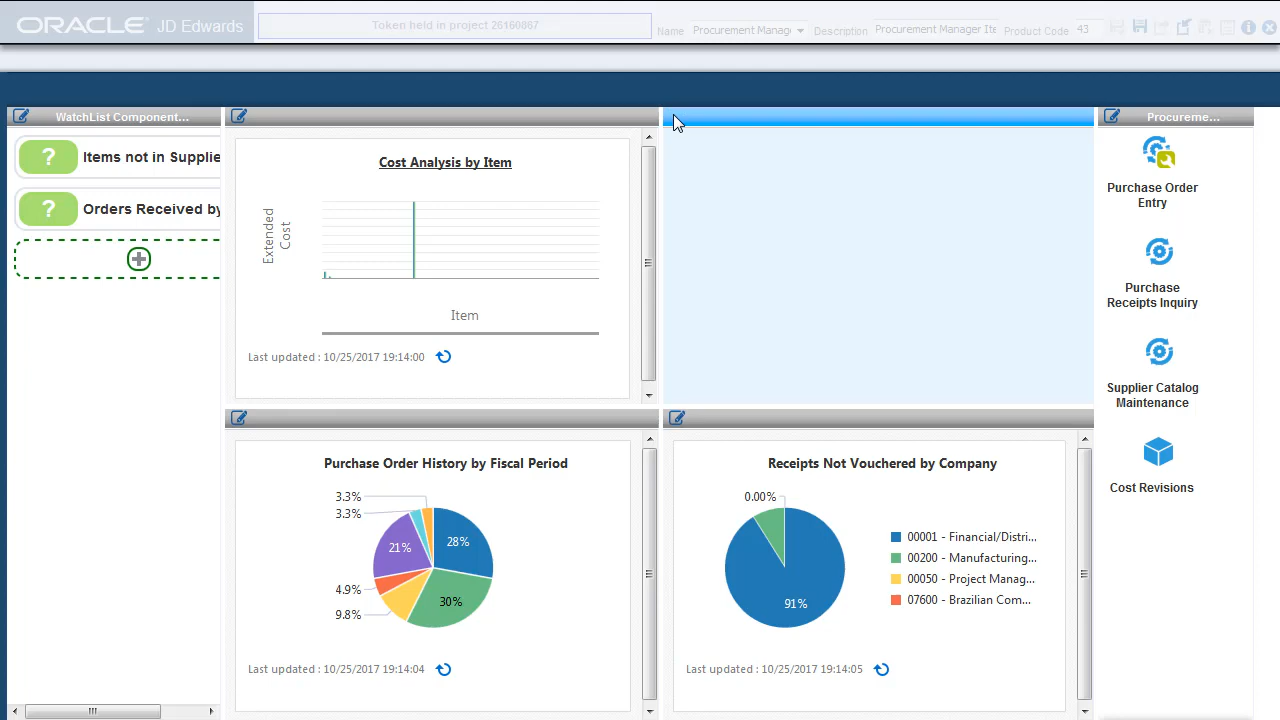 ORACLE JD Edwards
Token held in project 26160867
Name Procurement Manag
Description Procurement Manager Ite
Product Code 43
WatchList Component...
? Items not in Supplie
? Orders Received by
Cost Analysis by Item
Extended
Cost
Item
Last updated : 10/25/2017 19:14:00
Procureme...
Purchase Order
Entry
Purchase
Receipts Inquiry
Supplier Catalog
Maintenance
Cost Revisions
Purchase Order History by Fiscal Period
3.3%
3.3%
28%
21%
4.9%
30%
9.8%
Last updated : 10/25/2017 19:14:04
Receipts Not Vouchered by Company
0.00%
91%
00001 - Financial/Distri...
00200 - Manufacturing...
00050 - Project Manag...
07600 - Brazilian Com...
Last updated : 10/25/2017 19:14:05